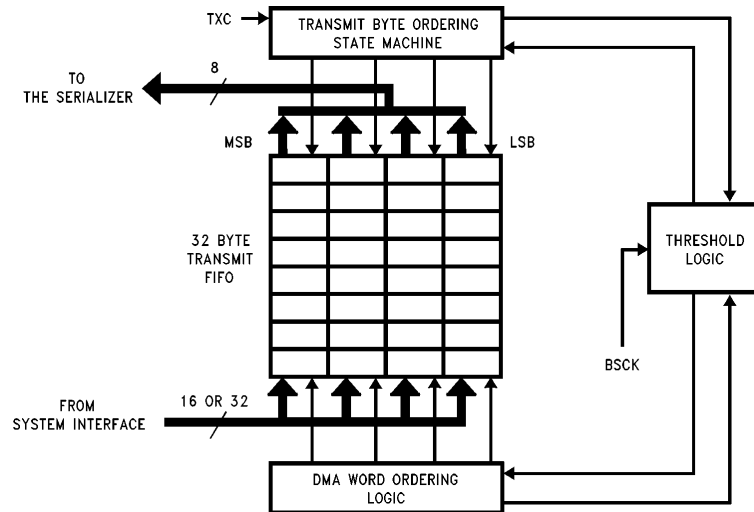 TXC
TRANSMIT BYTE ORDERING
STATE MACHINE
8
TO
THE SERIALIZER
MSB
LSB
32 BYTE
TRANSMIT
FIFO
THRESHOLD
LOGIC
BSCK
16 OR 32
FROM
SYSTEM INTERFACE
DMA WORD ORDERING
LOGIC